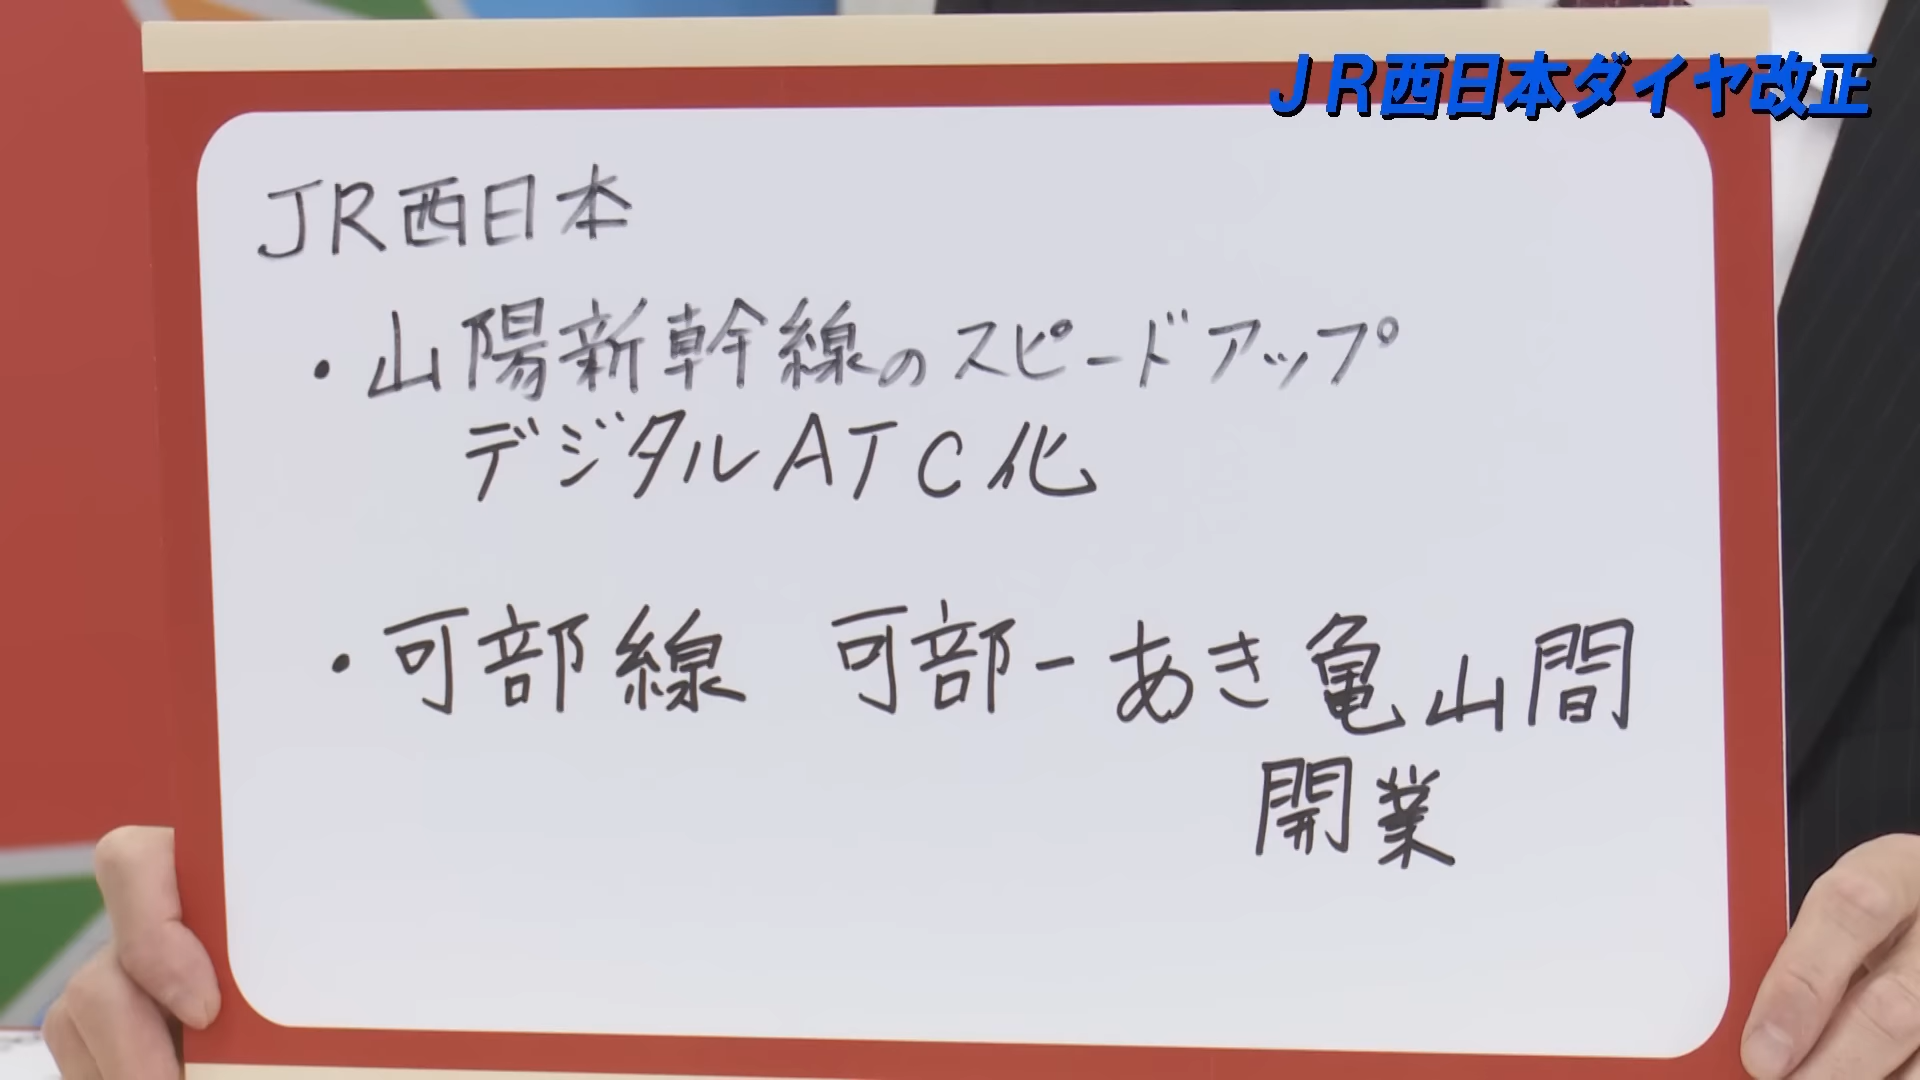 JR西日本ダイヤ改正
JR西日本
・山陽新幹線のスピードアップ
デジタルATC化
・可部線 可部-あき亀山間
開業